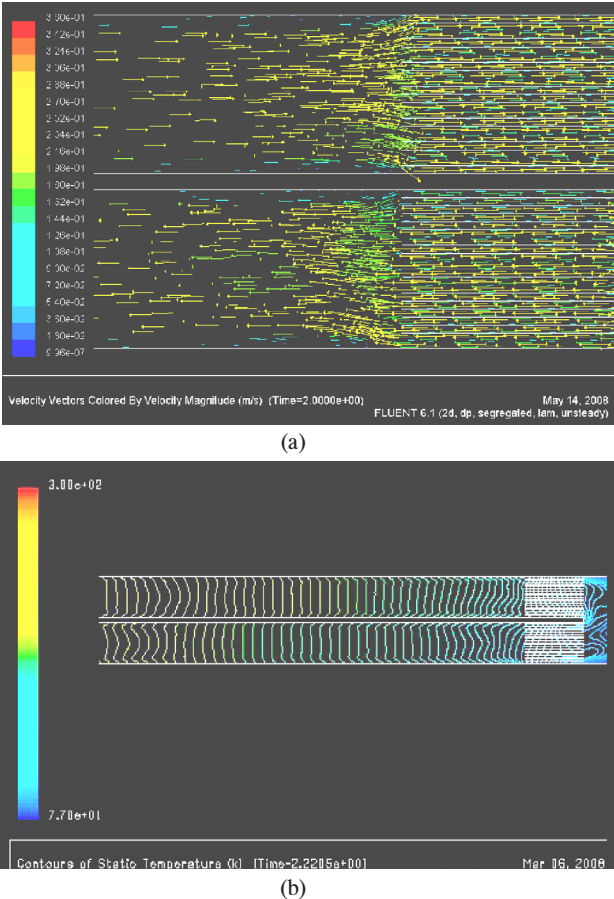 3.60e-01
3.42e-01
3.24e-01
3.06e-01
2.88e-01
2.70e-01
2.52e-01
2.34e-01
2.16e-01
1.98e-01
1.80e-01
1.62e-01
1.44e-01
1.26e-01
1.08e-01
9.00e-02
7.20e-02
5.40e-02
3.60e-02
1.80e-02
9.96e-07
Velocity Vectors Colored By Velocity Magnitude (m/s) (Time=2.0000e+00)
May 14, 2008
FLUENT 6.1 (2d, dp, segregated, lam, unsteady)
(a)
3.00e+02
7.70e+01
Contours of Static Temperature (k) (Time=2.2205e+00)
Mar 06, 2008
(b)